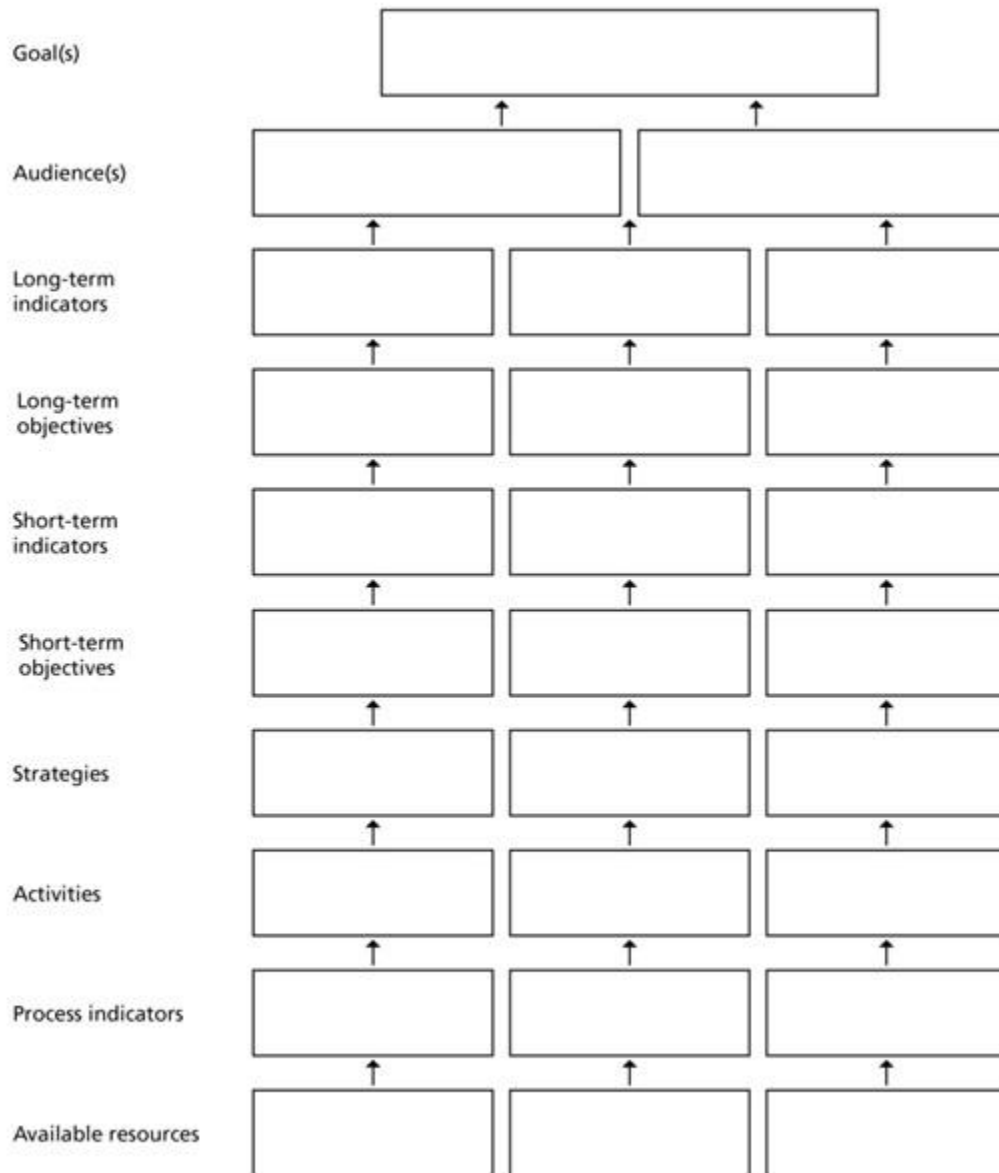 Goal(s)
Audience(s)
Long-term
indicators
Long-term
objectives
Short-term
indicators
Short-term
objectives
Strategies
Activities
Process indicators
Available resources